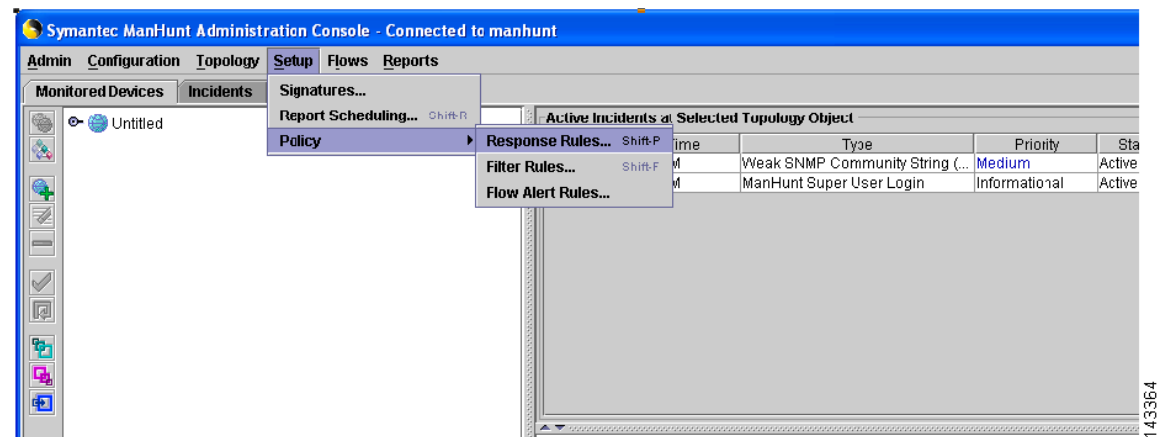 Symantec ManHunt Administration Console - Connected to manhunt
Admin Configuration Topology Setup Flows Reports
Monitored Devices Incidents
Signatures...
Report Scheduling... Shift-R
Policy
Response Rules... Shift-P
Filter Rules... Shift-F
Flow Alert Rules...
Untitled
Active Incidents at Selected Topology Object
Type Priority
Weak SNMP Community String (... Medium Active
ManHunt Super User Login Informational Active
143364